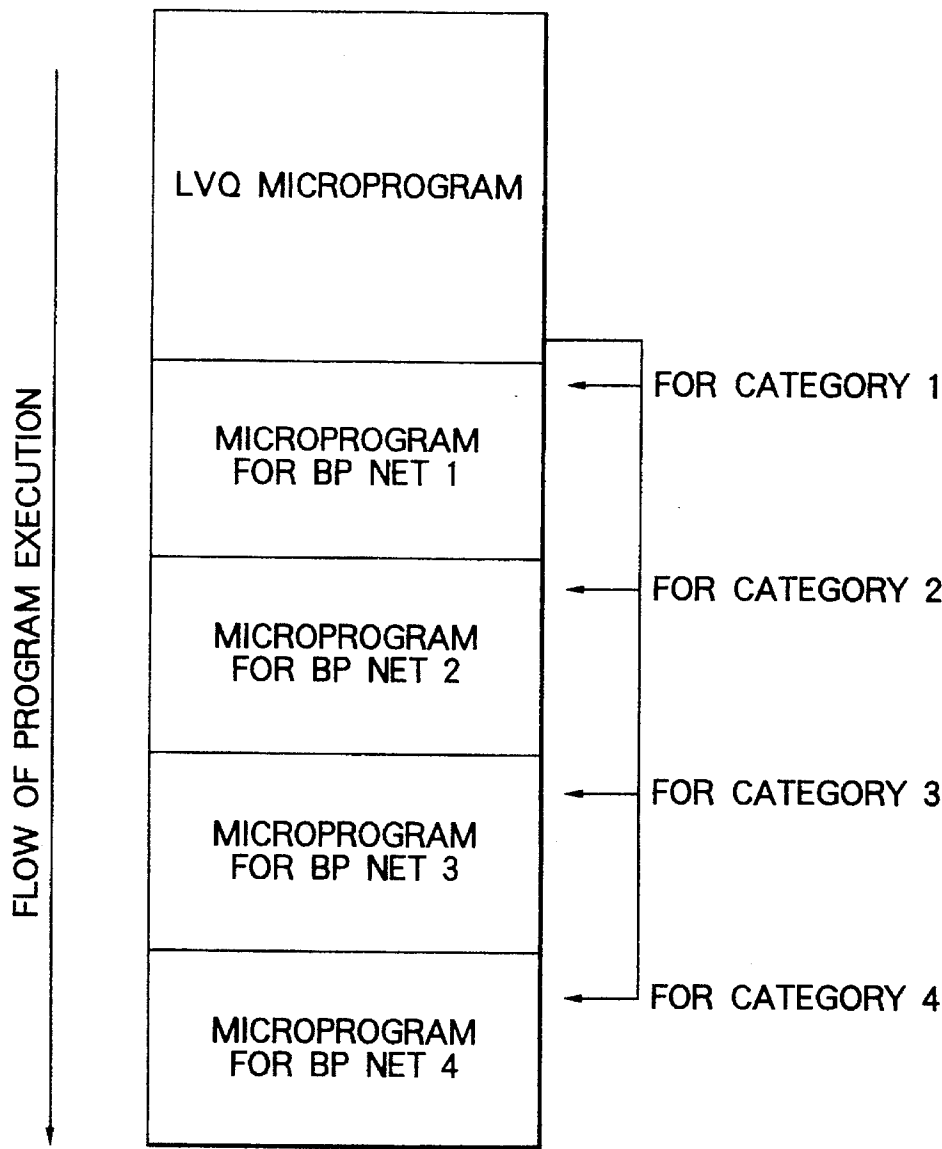 LVQ MICROPROGRAM
FLOW OF PROGRAM EXECUTION
FOR CATEGORY 1
MICROPROGRAM
FOR BP NET 1
FOR CATEGORY 2
MICROPROGRAM
FOR BP NET 2
FOR CATEGORY 3
MICROPROGRAM
FOR BP NET 3
FOR CATEGORY 4
MICROPROGRAM
FOR BP NET 4